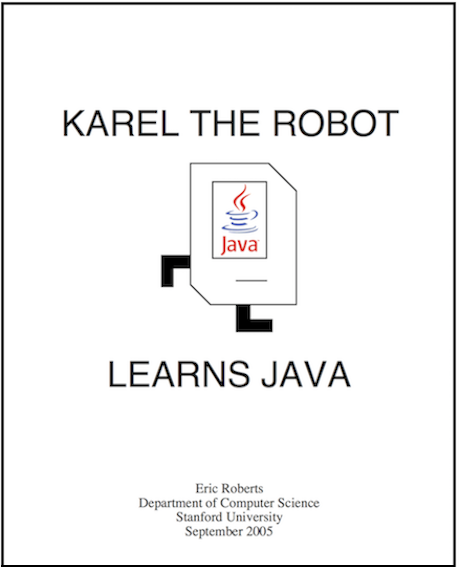 KAREL THE ROBOT
Java
LEARNS JAVA
Eric Roberts
Department of Computer Science
Stanford University
September 2005